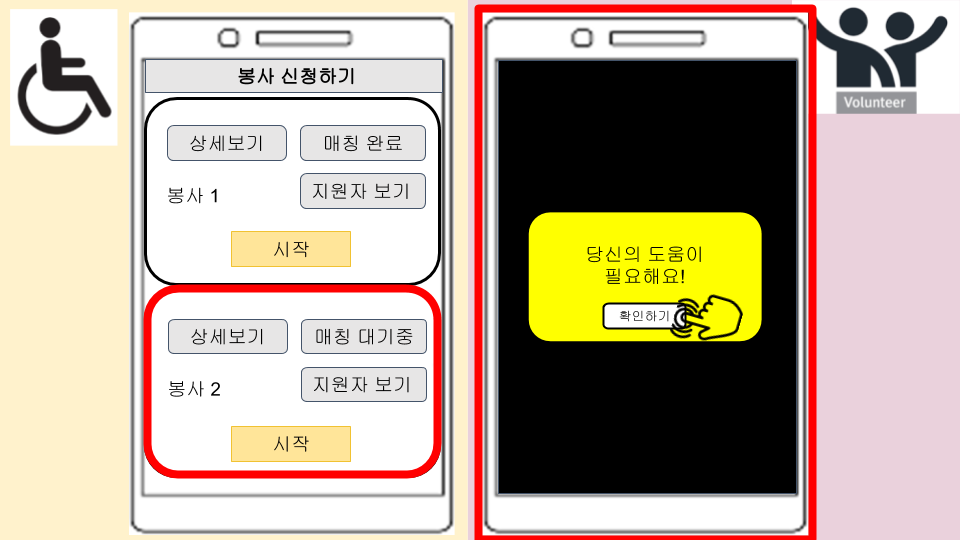 봉사 신청하기
상세보기
매칭 완료
봉사 1
지원자 보기
시작
상세보기
매칭 대기중
봉사 2
지원자 보기
시작
당신의 도움이
필요해요!
확인하기
Volunteer